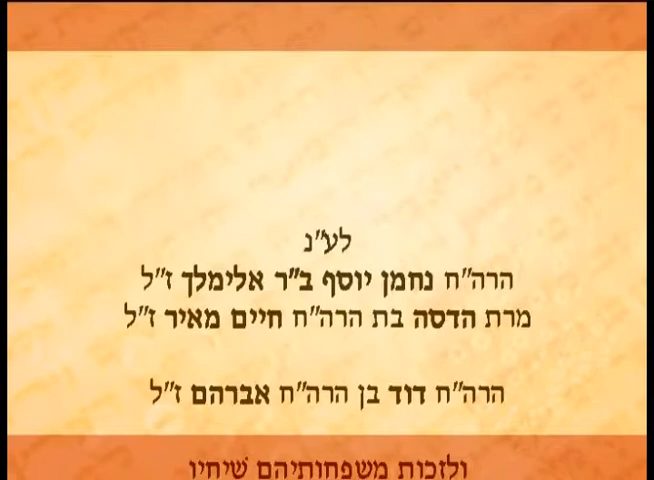 לע״נ
הרה״ח נחמן יוסף ב״ר אלימלך ז״ל
מרת הדסה בת הרה״ח חיים מאיר ז״ל
הרה״ח דוד בן הרה״ח אברהם ז״ל
ולזכות משפחותיהם שיחיו